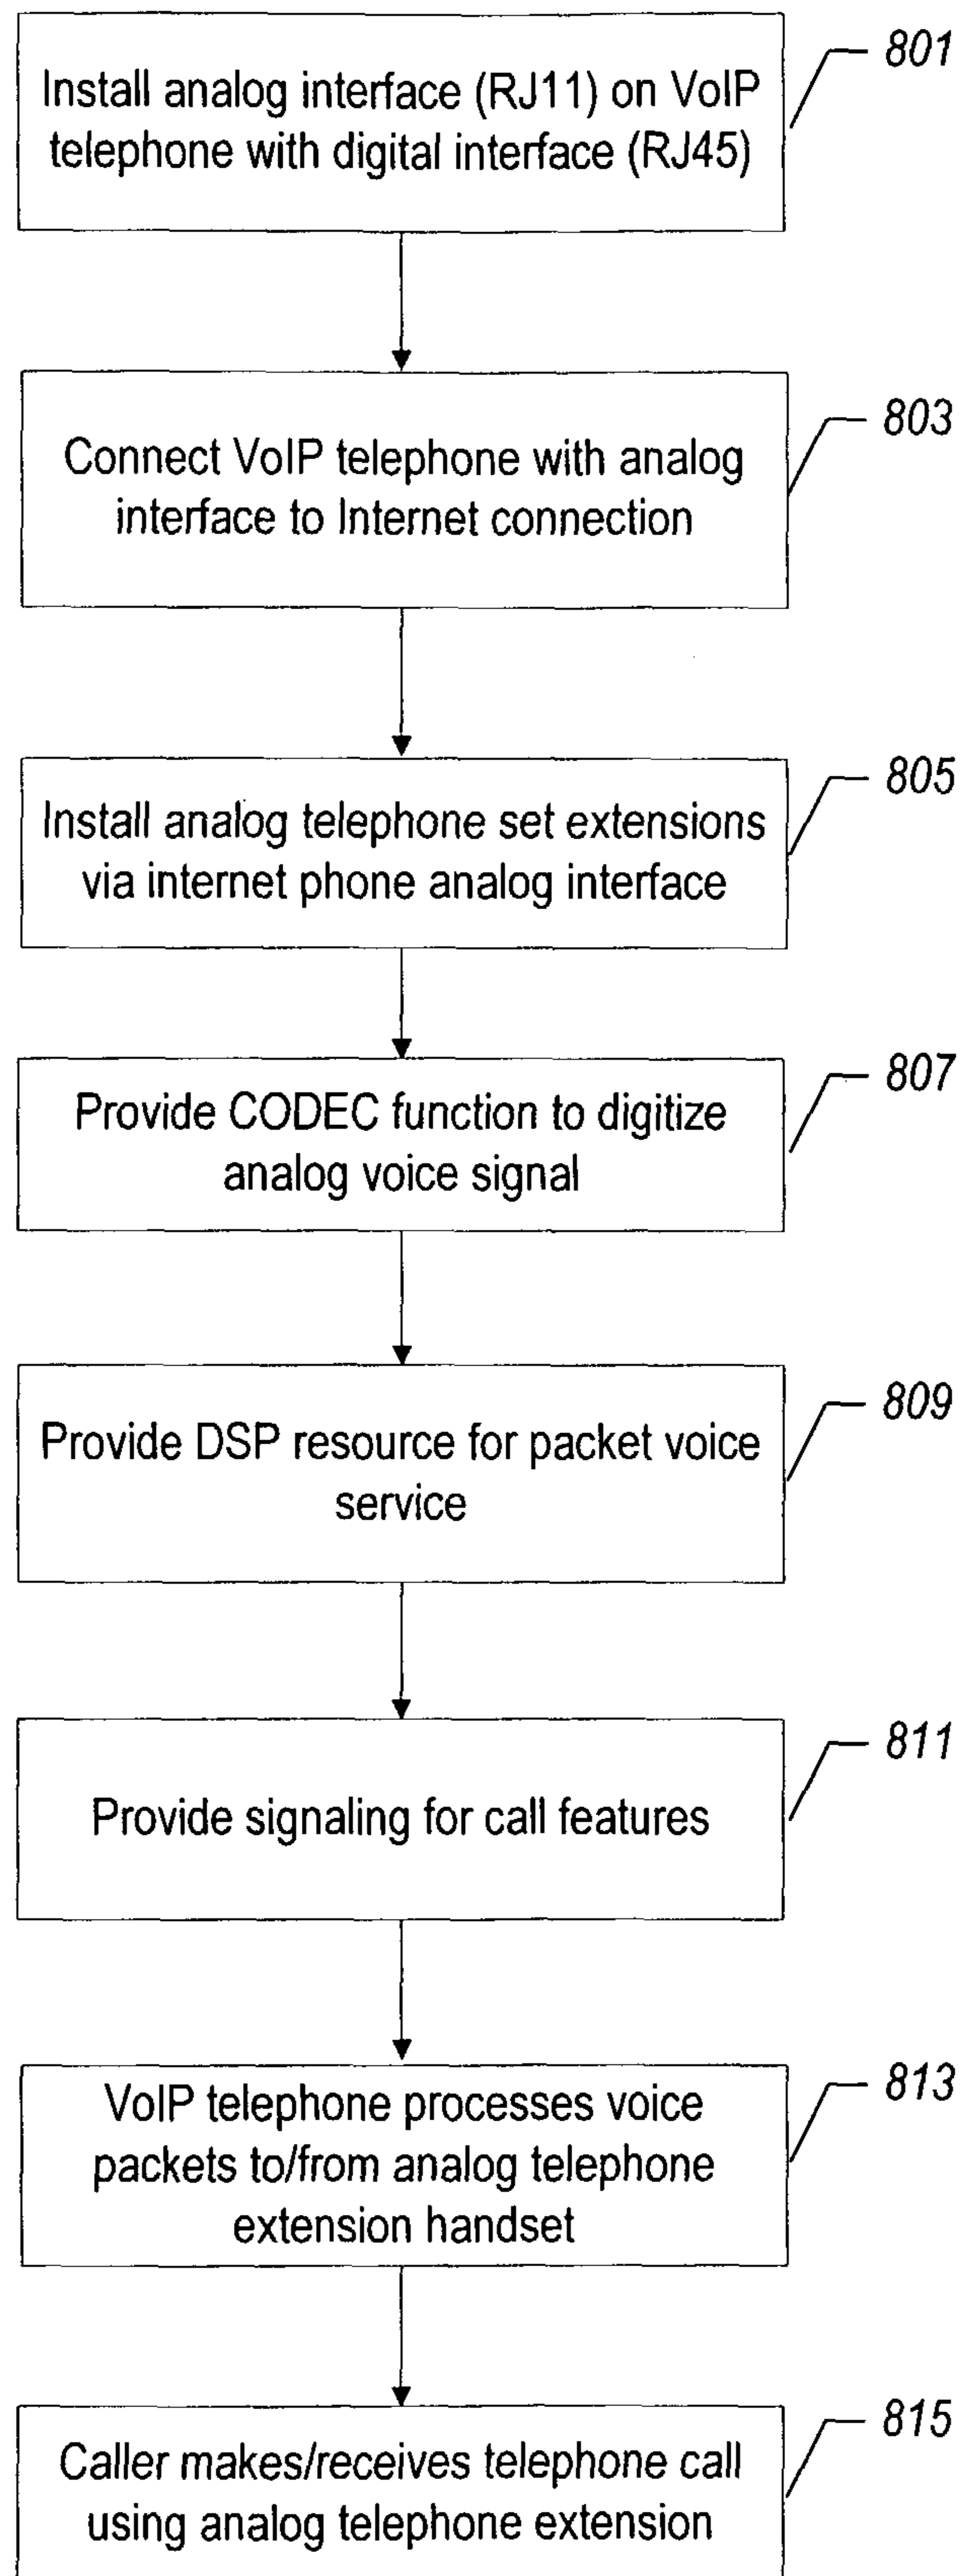 801
Install analog interface (RJ11) on VoIP
telephone with digital interface (RJ45)
803
Connect VoIP telephone with analog
interface to Internet connection
805
Install analog telephone set extensions
via internet phone analog interface
807
Provide CODEC function to digitize
analog voice signal
809
Provide DSP resource for packet voice
service
811
Provide signaling for call features
813
VoIP telephone processes voice
packets to/from analog telephone
extension handset
815
Caller makes/receives telephone call
using analog telephone extension